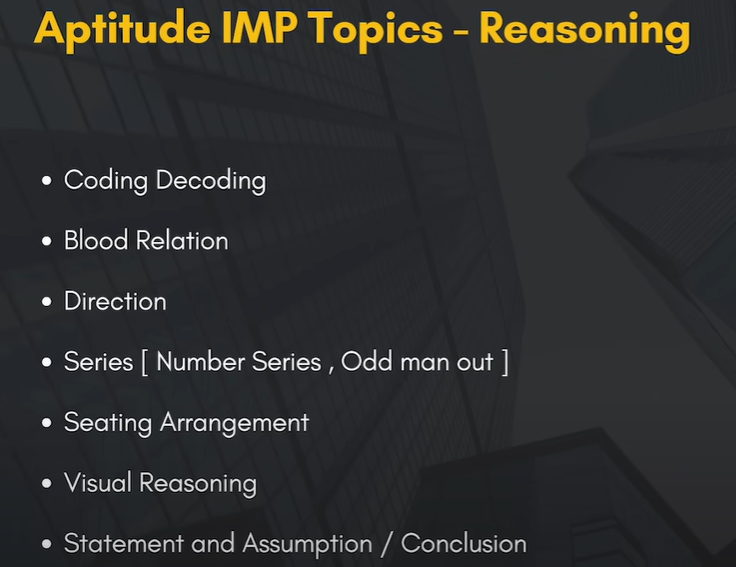 Aptitude IMP Topics - Reasoning
• Coding Decoding
• Blood Relation
• Direction
• Series [ Number Series , Odd man out ]
• Seating Arrangement
• Visual Reasoning
• Statement and Assumption / Conclusion